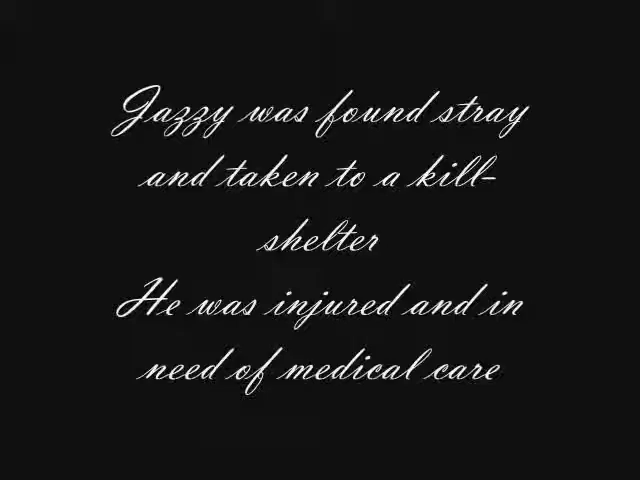 Jazzy was found stray
and taken to a kill-
shelter
He was injured and in
need of medical care